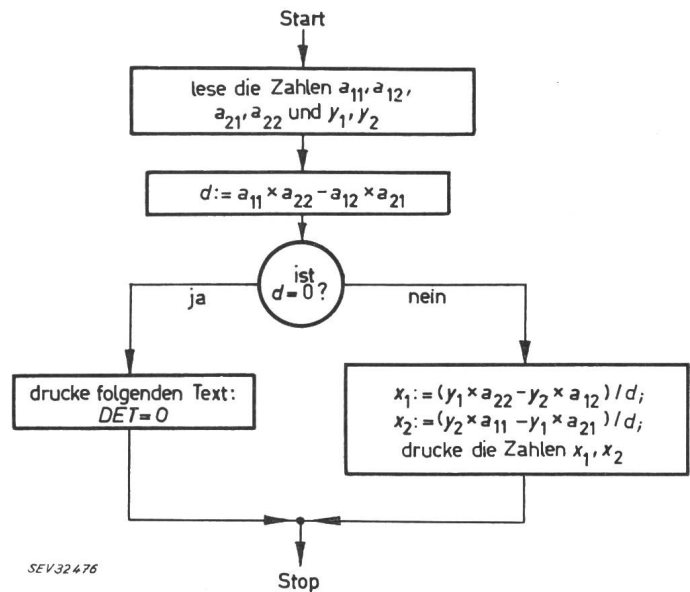 Start
lese die Zahlen a₁₁, a₁₂,
a₂₁, a₂₂ und y₁, y₂
d := a₁₁ × a₂₂ − a₁₂ × a₂₁
ist
d = 0 ?
ja
nein
drucke folgenden Text:
DET = 0
x₁ := (y₁ × a₂₂ − y₂ × a₁₂) / d;
x₂ := (y₂ × a₁₁ − y₁ × a₂₁) / d;
drucke die Zahlen x₁, x₂
SEV32476
Stop